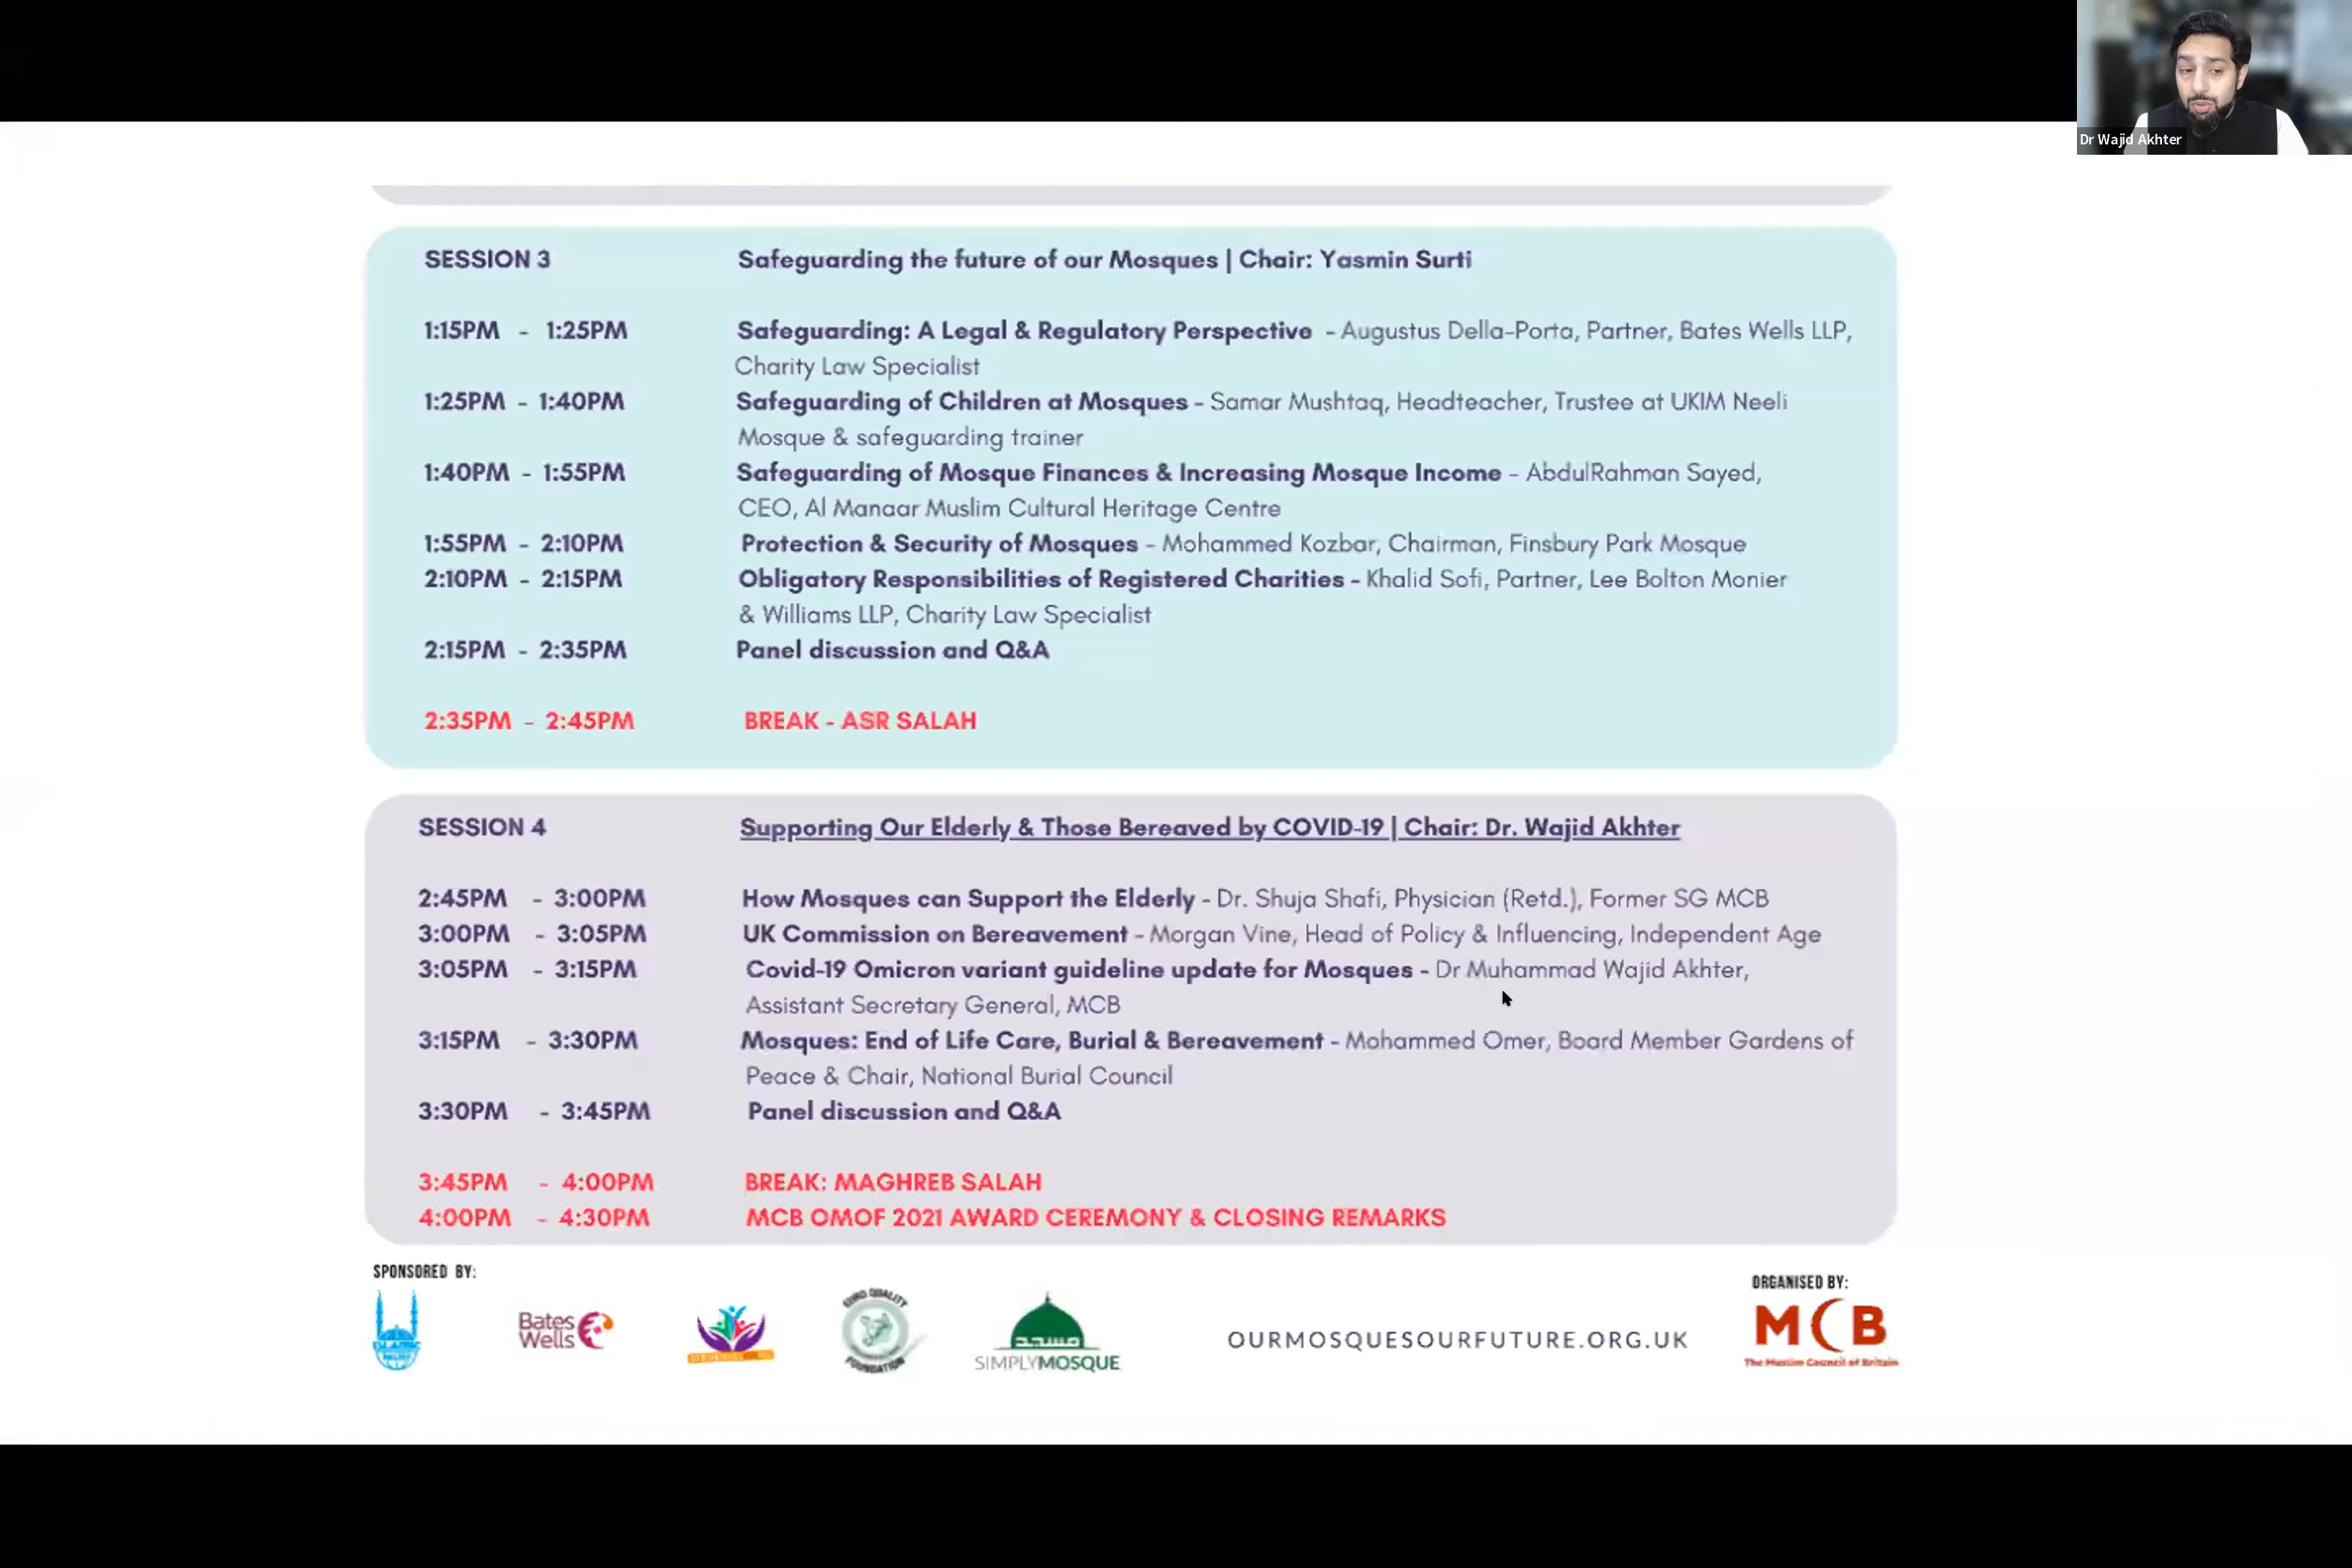 Dr Wajid Akhter
SESSION 3 Safeguarding the future of our Mosques | Chair: Yasmin Surti
1:15PM - 1:25PM Safeguarding: A Legal & Regulatory Perspective - Augustus Della-Porta, Partner, Bates Wells LLP,
Charity Law Specialist
1:25PM - 1:40PM Safeguarding of Children at Mosques - Samar Mushtaq, Headteacher, Trustee at UKIM Neeli
Mosque & safeguarding trainer
1:40PM - 1:55PM Safeguarding of Mosque Finances & Increasing Mosque Income - AbdulRahman Sayed,
CEO, Al Manaar Muslim Cultural Heritage Centre
1:55PM - 2:10PM Protection & Security of Mosques - Mohammed Kozbar, Chairman, Finsbury Park Mosque
2:10PM - 2:15PM Obligatory Responsibilities of Registered Charities - Khalid Sofi, Partner, Lee Bolton Monier
& Williams LLP, Charity Law Specialist
2:15PM - 2:35PM Panel discussion and Q&A
2:35PM - 2:45PM BREAK - ASR SALAH
SESSION 4 Supporting Our Elderly & Those Bereaved by COVID-19 | Chair: Dr. Wajid Akhter
2:45PM - 3:00PM How Mosques can Support the Elderly - Dr. Shuja Shafi, Physician (Retd.), Former SG MCB
3:00PM - 3:05PM UK Commission on Bereavement - Morgan Vine, Head of Policy & Influencing, Independent Age
3:05PM - 3:15PM Covid-19 Omicron variant guideline update for Mosques - Dr Muhammad Wajid Akhter,
Assistant Secretary General, MCB
3:15PM - 3:30PM Mosques: End of Life Care, Burial & Bereavement - Mohammed Omer, Board Member Gardens of
Peace & Chair, National Burial Council
3:30PM - 3:45PM Panel discussion and Q&A
3:45PM - 4:00PM BREAK: MAGHREB SALAH
4:00PM - 4:30PM MCB OMOF 2021 AWARD CEREMONY & CLOSING REMARKS
SPONSORED BY:
Bates
Wells
EURO QUALITY
FOUNDATION
مسجد
SIMPLYMOSQUE
OURMOSQUESOURFUTURE.ORG.UK
ORGANISED BY:
MCB
The Muslim Council of Britain